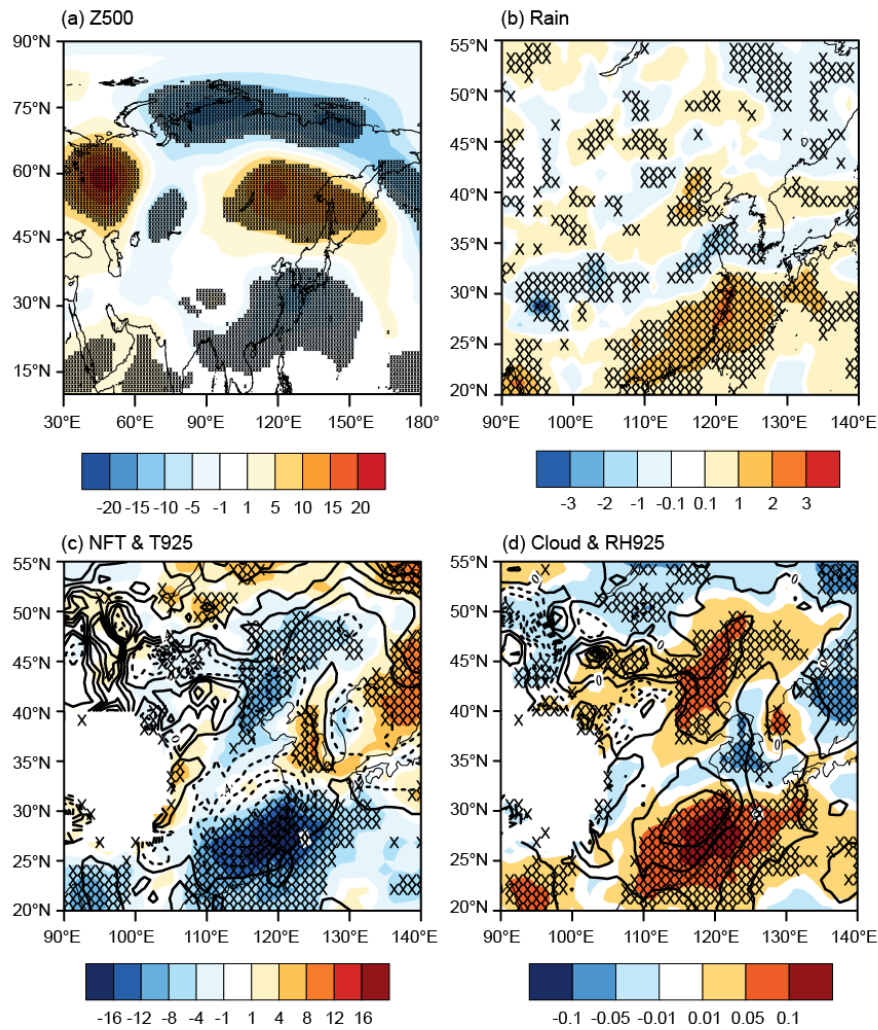 (a) Z500
90°N
75°N
60°N
45°N
30°N
15°N
30°E 60°E 90°E 120°E 150°E 180°
-20 -15 -10 -5 -1 1 5 10 15 20
(b) Rain
55°N
50°N
45°N
40°N
35°N
30°N
25°N
20°N
90°E 100°E 110°E 120°E 130°E 140°E
-3 -2 -1 -0.1 0.1 1 2 3
(c) NFT & T925
55°N
50°N
45°N
40°N
35°N
30°N
25°N
20°N
90°E 100°E 110°E 120°E 130°E 140°E
-16 -12 -8 -4 -1 1 4 8 12 16
(d) Cloud & RH925
55°N
50°N
45°N
40°N
35°N
30°N
25°N
20°N
90°E 100°E 110°E 120°E 130°E 140°E
-0.1 -0.05 -0.01 0.01 0.05 0.1